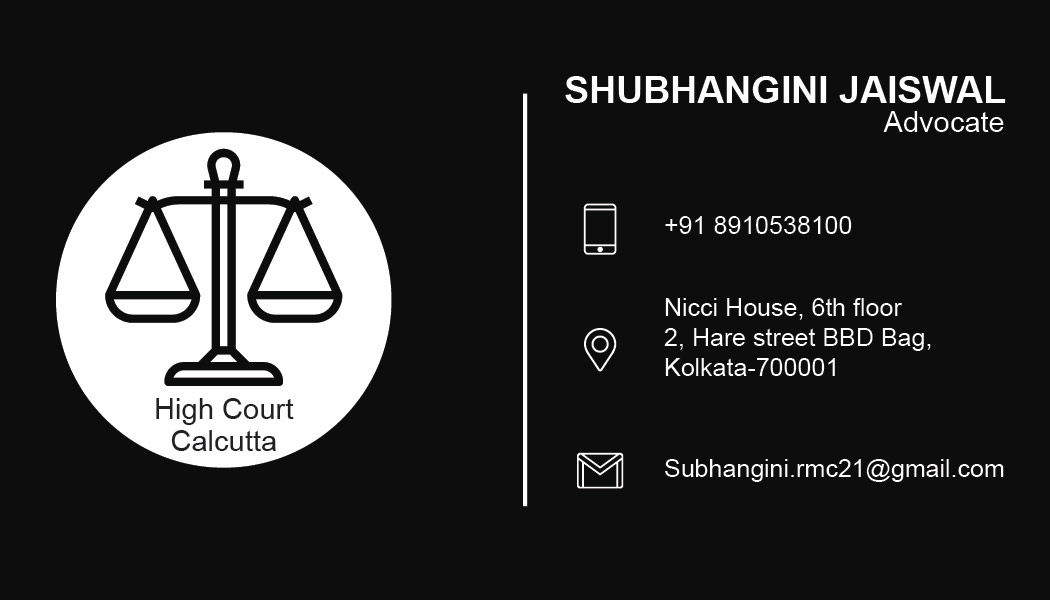 High Court
Calcutta
SHUBHANGINI JAISWAL
Advocate
+91 8910538100
Nicci House, 6th floor
2, Hare street BBD Bag,
Kolkata-700001
Subhangini.rmc21@gmail.com